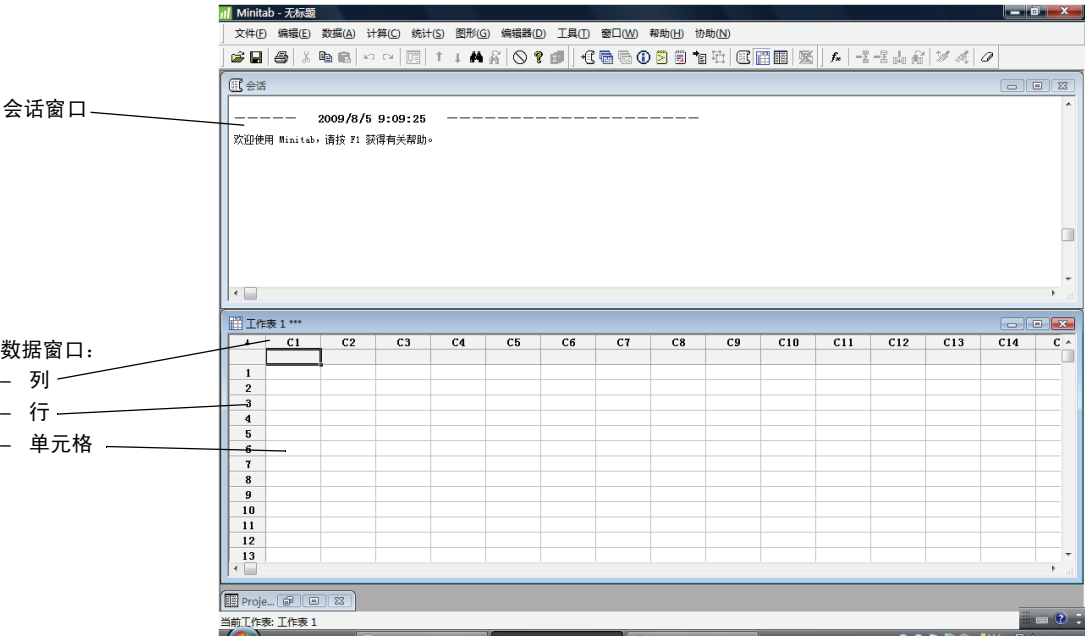 Minitab - 无标题
文件(F) 编辑(E) 数据(A) 计算(C) 统计(S) 图形(G) 编辑器(D) 工具(T) 窗口(W) 帮助(H) 协助(N)
会话
会话窗口
————— 2009/8/5 9:09:25 ————————————————————
欢迎使用 Minitab，请按 F1 获得有关帮助。
工作表 1 ***
数据窗口：
– 列
– 行
– 单元格
C1 C2 C3 C4 C5 C6 C7 C8 C9 C10 C11 C12 C13 C14 C
1
2
3
4
5
6
7
8
9
10
11
12
13
Proje...
当前工作表: 工作表 1